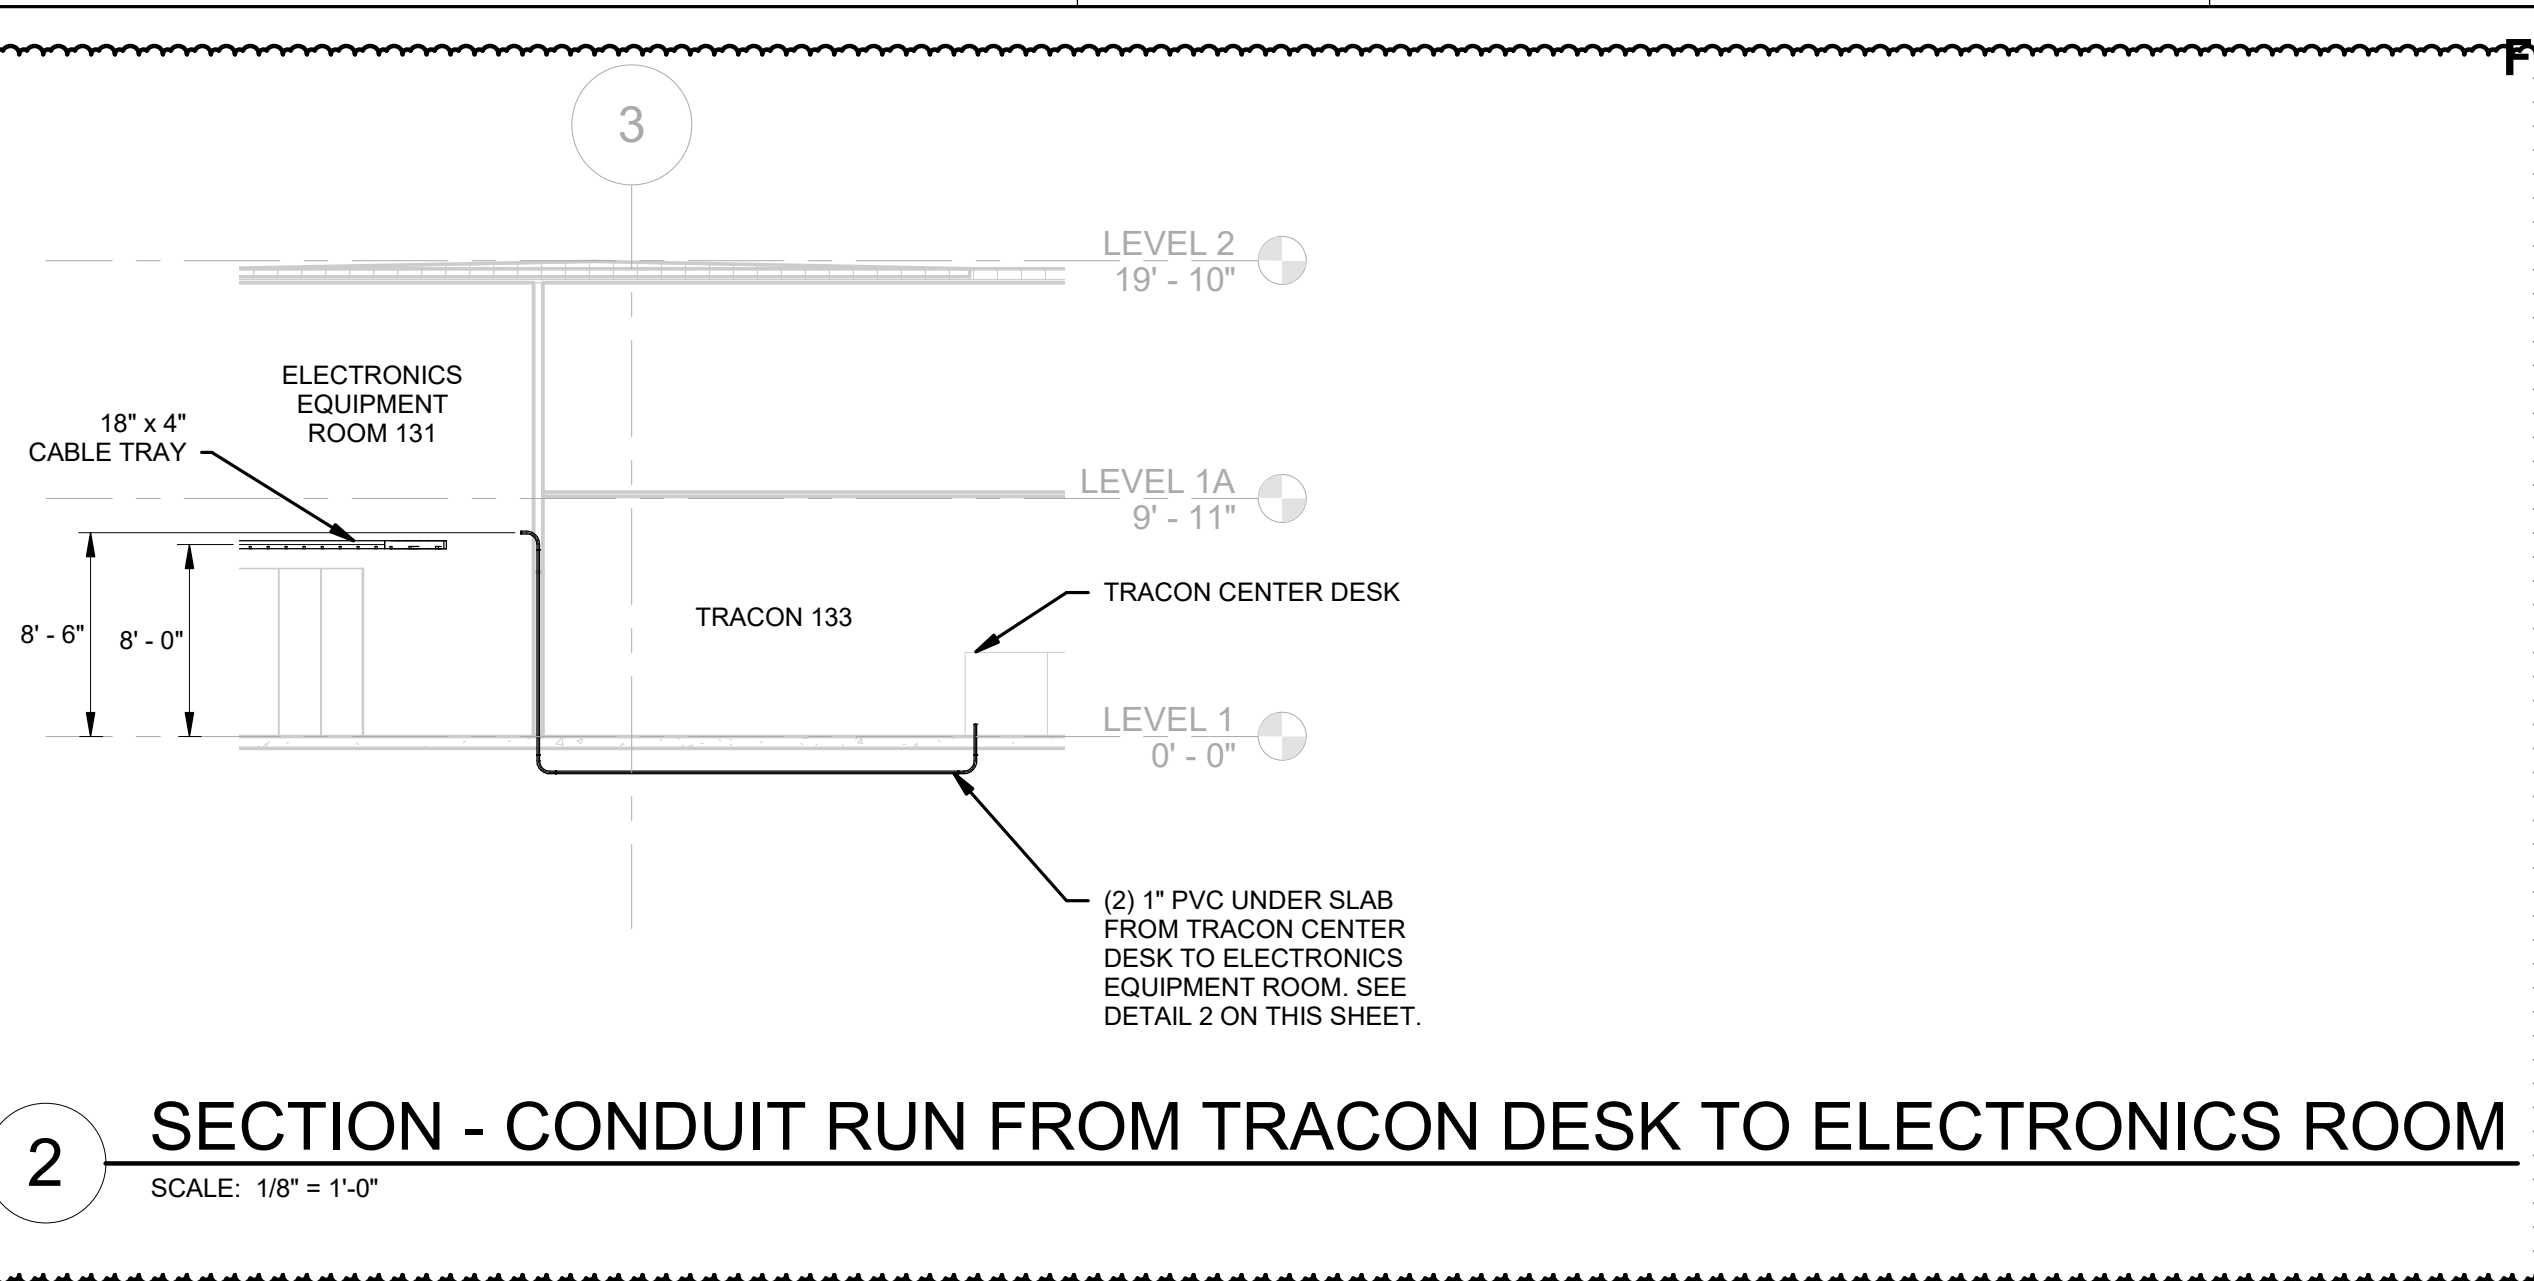 F
3
LEVEL 2
19' - 10"
ELECTRONICS
EQUIPMENT
ROOM 131
18" x 4"
CABLE TRAY
LEVEL 1A
9' - 11"
TRACON CENTER DESK
TRACON 133
8' - 6"
8' - 0"
LEVEL 1
0' - 0"
(2) 1" PVC UNDER SLAB
FROM TRACON CENTER
DESK TO ELECTRONICS
EQUIPMENT ROOM. SEE
DETAIL 2 ON THIS SHEET.
2
SECTION - CONDUIT RUN FROM TRACON DESK TO ELECTRONICS ROOM
SCALE: 1/8" = 1'-0"